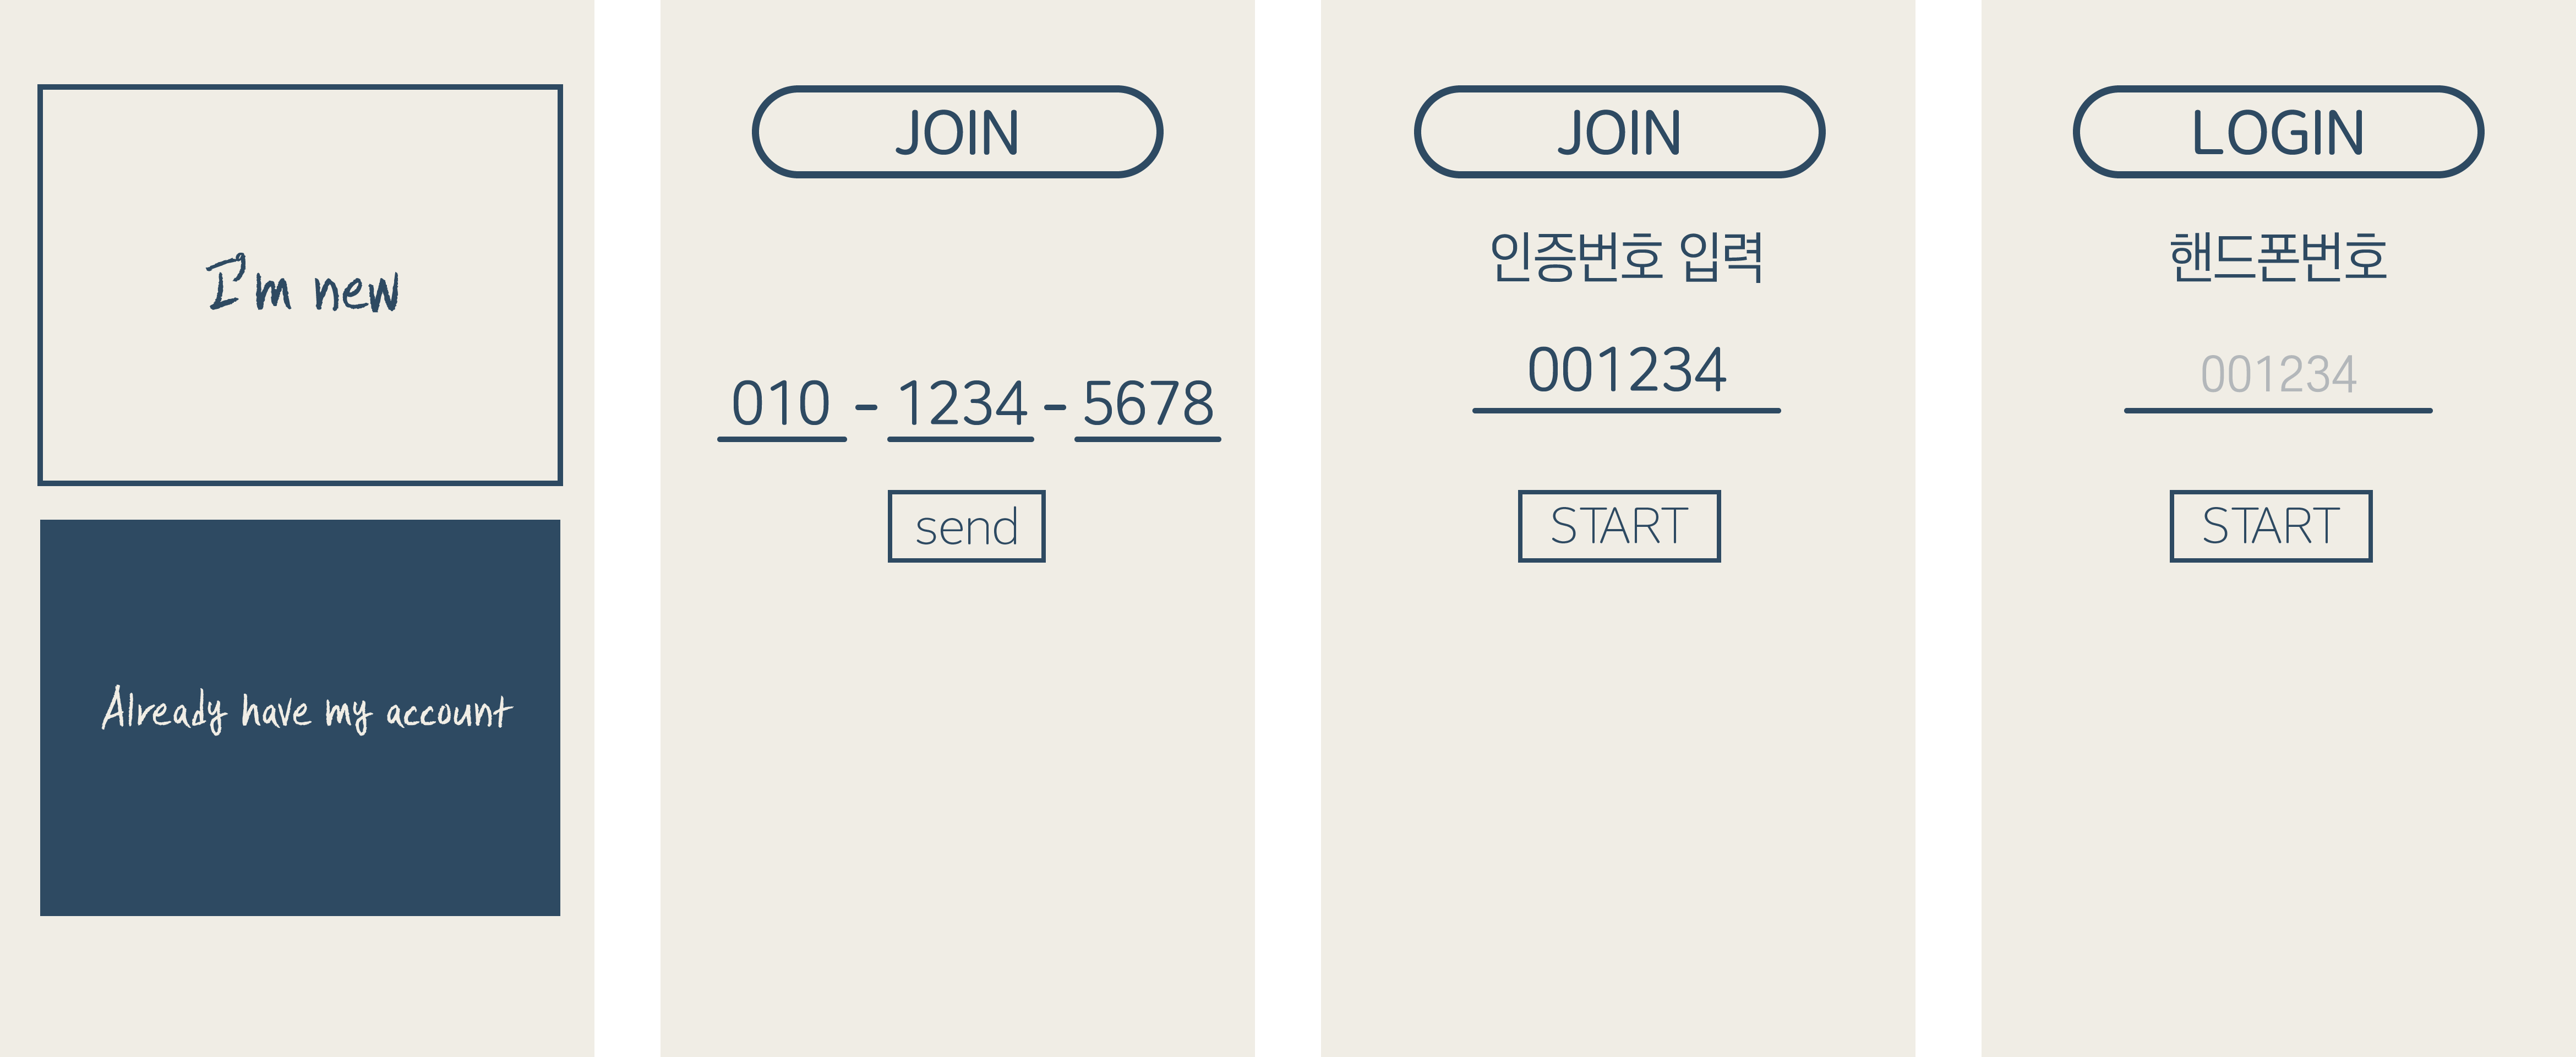 I'm new
Already have my account
JOIN
010 - 1234 - 5678
send
JOIN
인증번호 입력
001234
START
LOGIN
핸드폰번호
001234
START